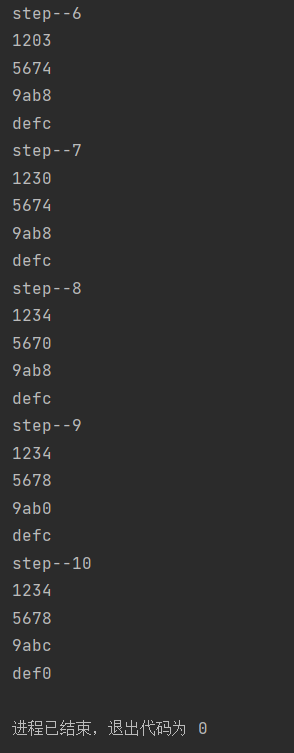 step--6
1203
5674
9ab8
defc
step--7
1230
5674
9ab8
defc
step--8
1234
5670
9ab8
defc
step--9
1234
5678
9ab0
defc
step--10
1234
5678
9abc
def0
进程已结束，退出代码为 0